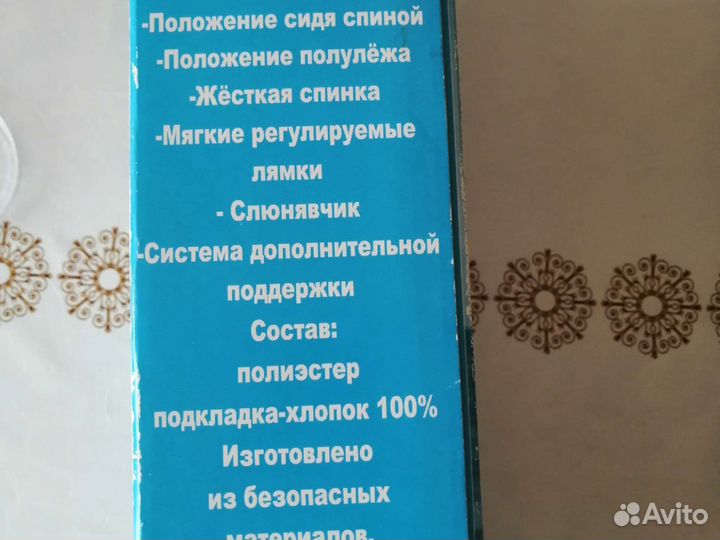 -Положение сидя спиной
-Положение полулёжа
-Жёсткая спинка
-Мягкие регулируемые
лямки
- Слюнявчик
-Система дополнительной
поддержки
Состав:
полиэстер
подкладка-хлопок 100%
Изготовлено
из безопасных
материалов.
Avito